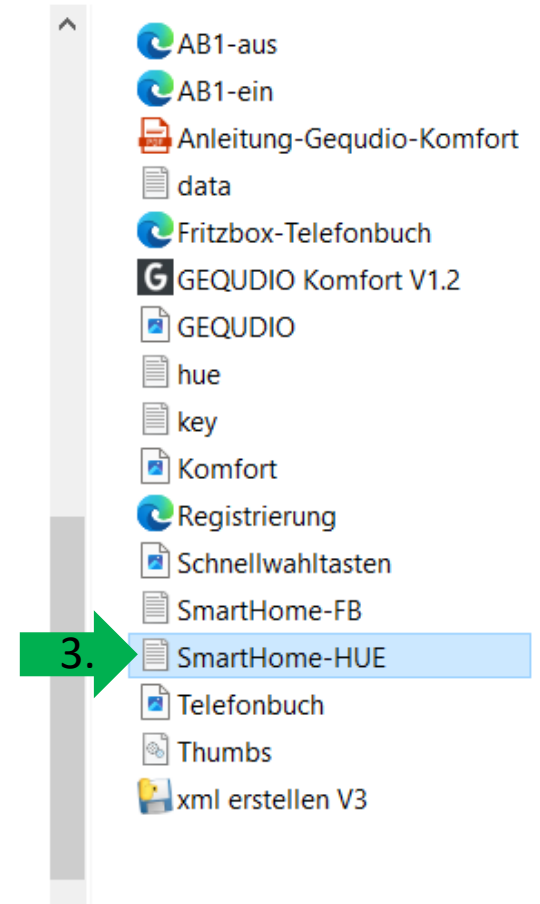 AB1-aus
AB1-ein
PDF
Anleitung-Gequdio-Komfort
data
Fritzbox-Telefonbuch
G GEQUDIO Komfort V1.2
GEQUDIO
hue
key
Komfort
Registrierung
Schnellwahltasten
SmartHome-FB
3. SmartHome-HUE
Telefonbuch
Thumbs
xml erstellen V3